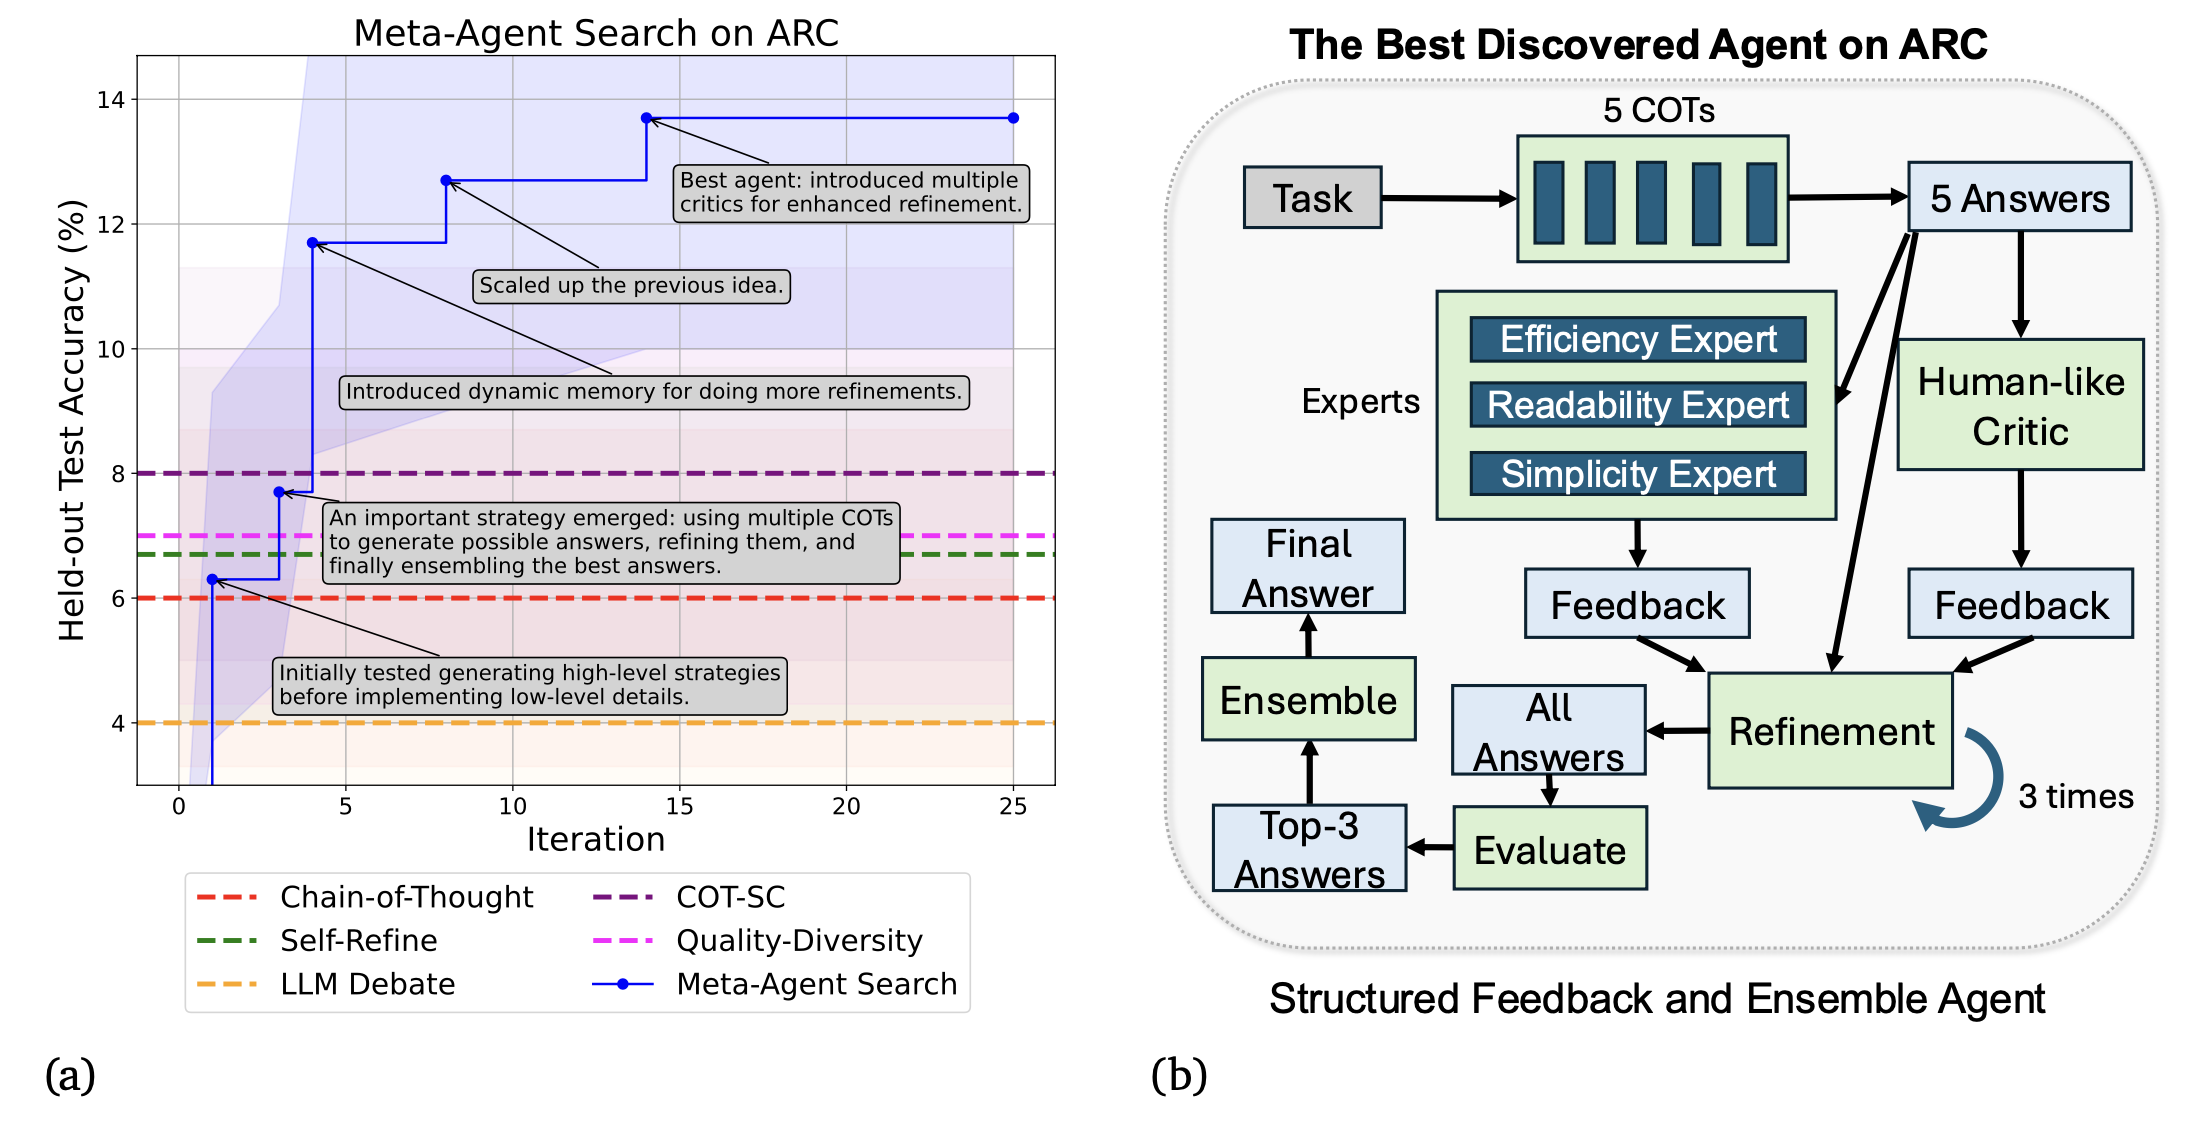 Meta-Agent Search on ARC
Held-out Test Accuracy (%)
14
12
10
8
6
4
Best agent: introduced multiple
critics for enhanced refinement.
Scaled up the previous idea.
Introduced dynamic memory for doing more refinements.
An important strategy emerged: using multiple COTs
to generate possible answers, refining them, and
finally ensembling the best answers.
Initially tested generating high-level strategies
before implementing low-level details.
0 5 10 15 20 25
Iteration
Chain-of-Thought
Self-Refine
LLM Debate
COT-SC
Quality-Diversity
Meta-Agent Search
(a)
The Best Discovered Agent on ARC
5 COTs
Task
5 Answers
Experts
Efficiency Expert
Readability Expert
Simplicity Expert
Human-like
Critic
Feedback
Feedback
Refinement
3 times
All
Answers
Evaluate
Top-3
Answers
Ensemble
Final
Answer
Structured Feedback and Ensemble Agent
(b)